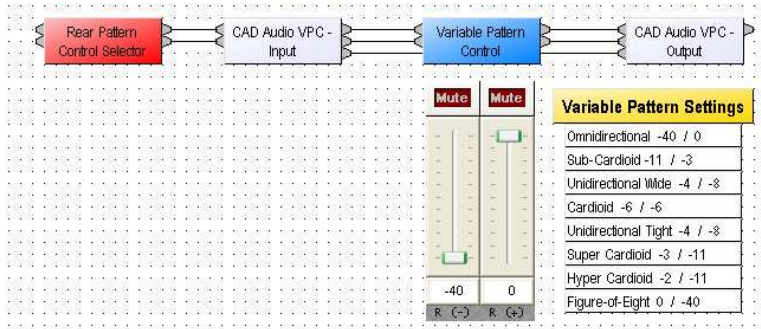 Rear Pattern
Control Selector
CAD Audio VPC -
Input
Variable Pattern
Control
CAD Audio VPC -
Output
Mute
Mute
Variable Pattern Settings
Omnidirectional -40 / 0
Sub-Cardioid -11 / -3
Unidirectional Wide -4 / -8
Cardioid -6 / -6
Unidirectional Tight -4 / -8
Super Cardioid -3 / -11
Hyper Cardioid -2 / -11
Figure-of-Eight 0 / -40
-40
0
R (-)
R (+)